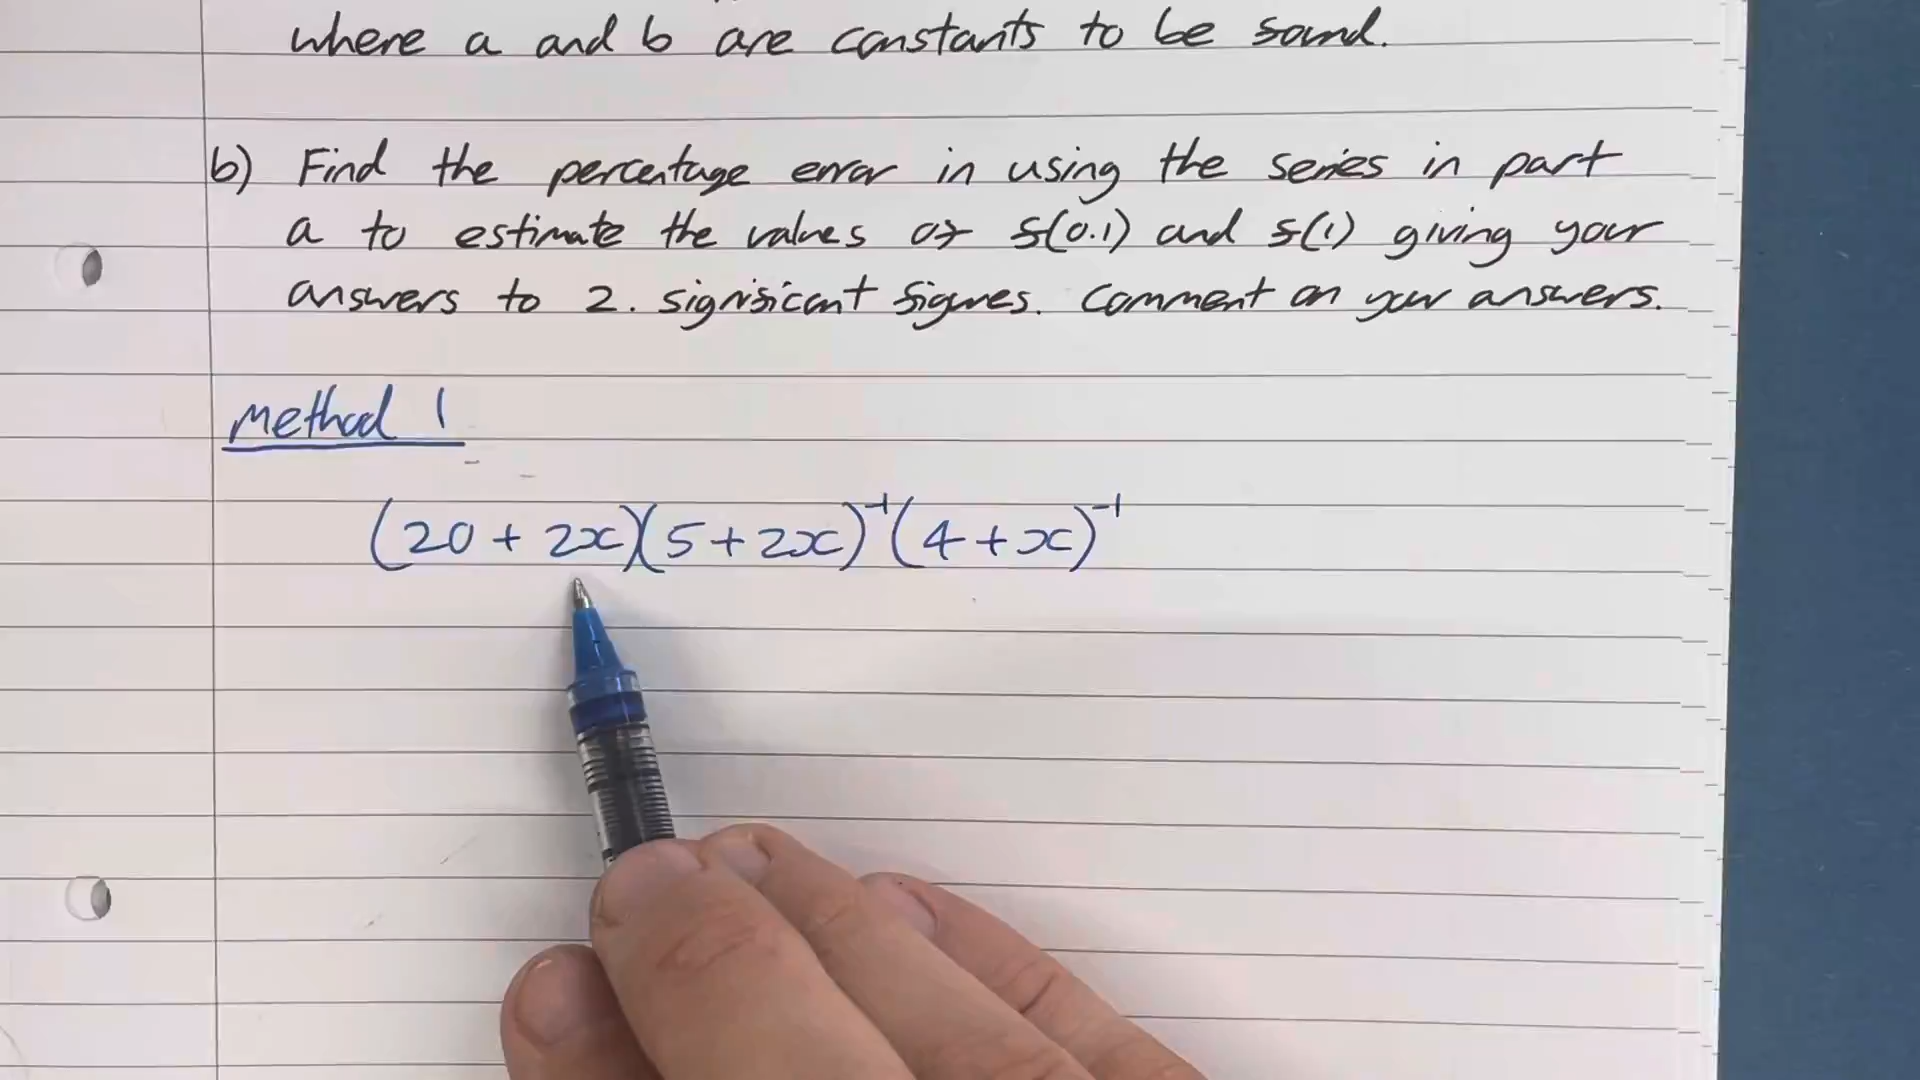 where a and b are constants to be found.
b) Find the percentage error in using the series in part
a to estimate the values of f(0.1) and f(1) giving your
answers to 2. significant figures. Comment on your answers.
Method 1
(20 + 2x)(5 + 2x)⁻¹(4 + x)⁻¹